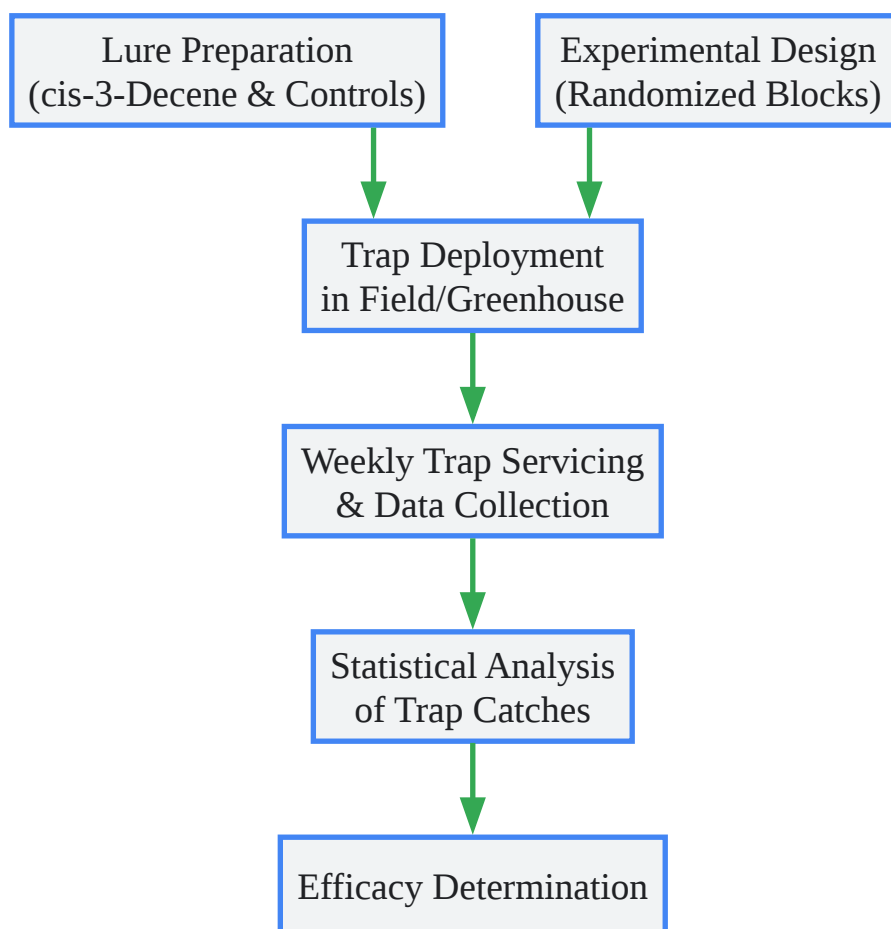 Lure Preparation
(cis-3-Decene & Controls)
Experimental Design
(Randomized Blocks)
Trap Deployment
in Field/Greenhouse
Weekly Trap Servicing
& Data Collection
Statistical Analysis
of Trap Catches
Efficacy Determination